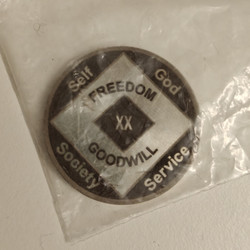 Self
God
FREEDOM
XX
GOODWILL
Society
Service